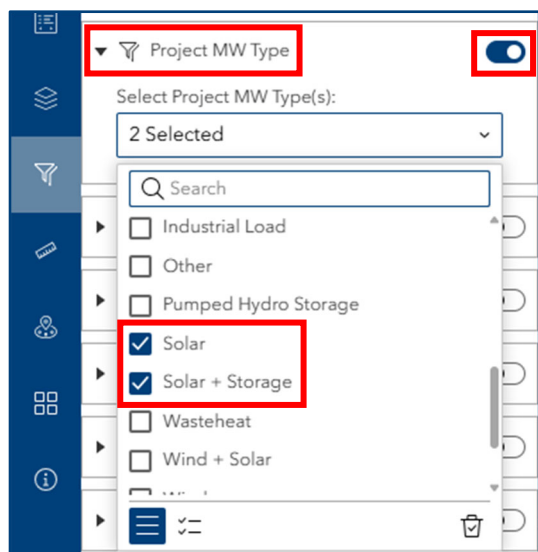 Project MW Type
Select Project MW Type(s):
2 Selected
Search
Industrial Load
Other
Pumped Hydro Storage
Solar
Solar + Storage
Wasteheat
Wind + Solar